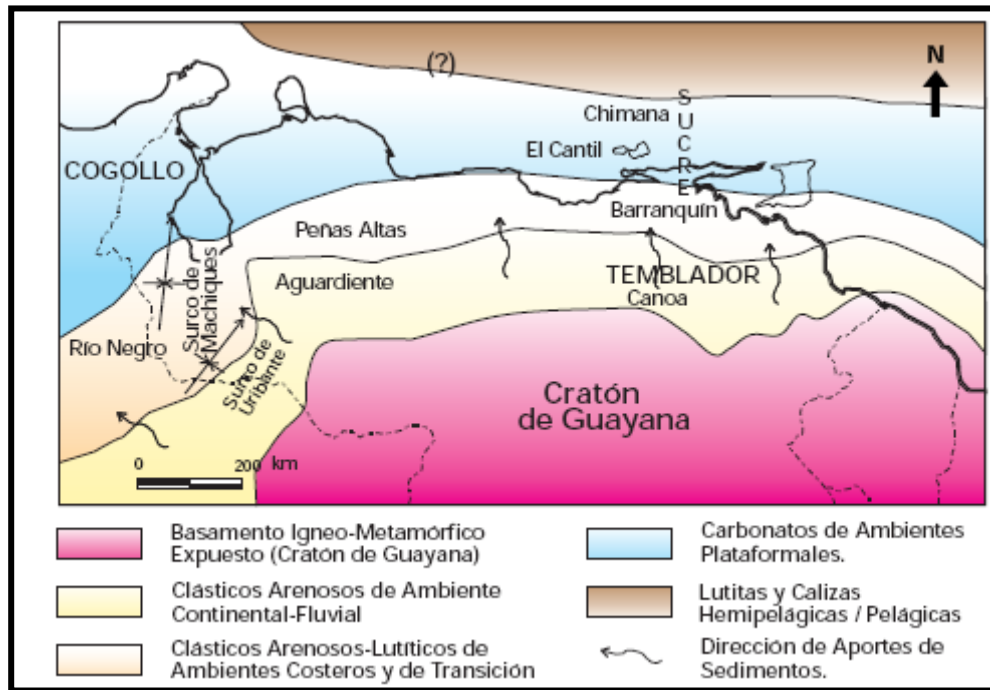 N
(?)
SUCRE
Chimana
El Cantil
COGOLLO
Barranquín
Peñas Altas
TEMBLADOR
Aguardiente
Canoa
Surco de
Machiques
Río Negro
Surco de
Uribante
Cratón
de Guayana
0 200 km
Basamento Igneo-Metamórfico
Expuesto (Cratón de Guayana)
Clásticos Arenosos de Ambiente
Continental-Fluvial
Clásticos Arenosos-Lutíticos de
Ambientes Costeros y de Transición
Carbonatos de Ambientes
Plataformales.
Lutitas y Calizas
Hemipelágicas / Pelágicas
Dirección de Aportes de
Sedimentos.